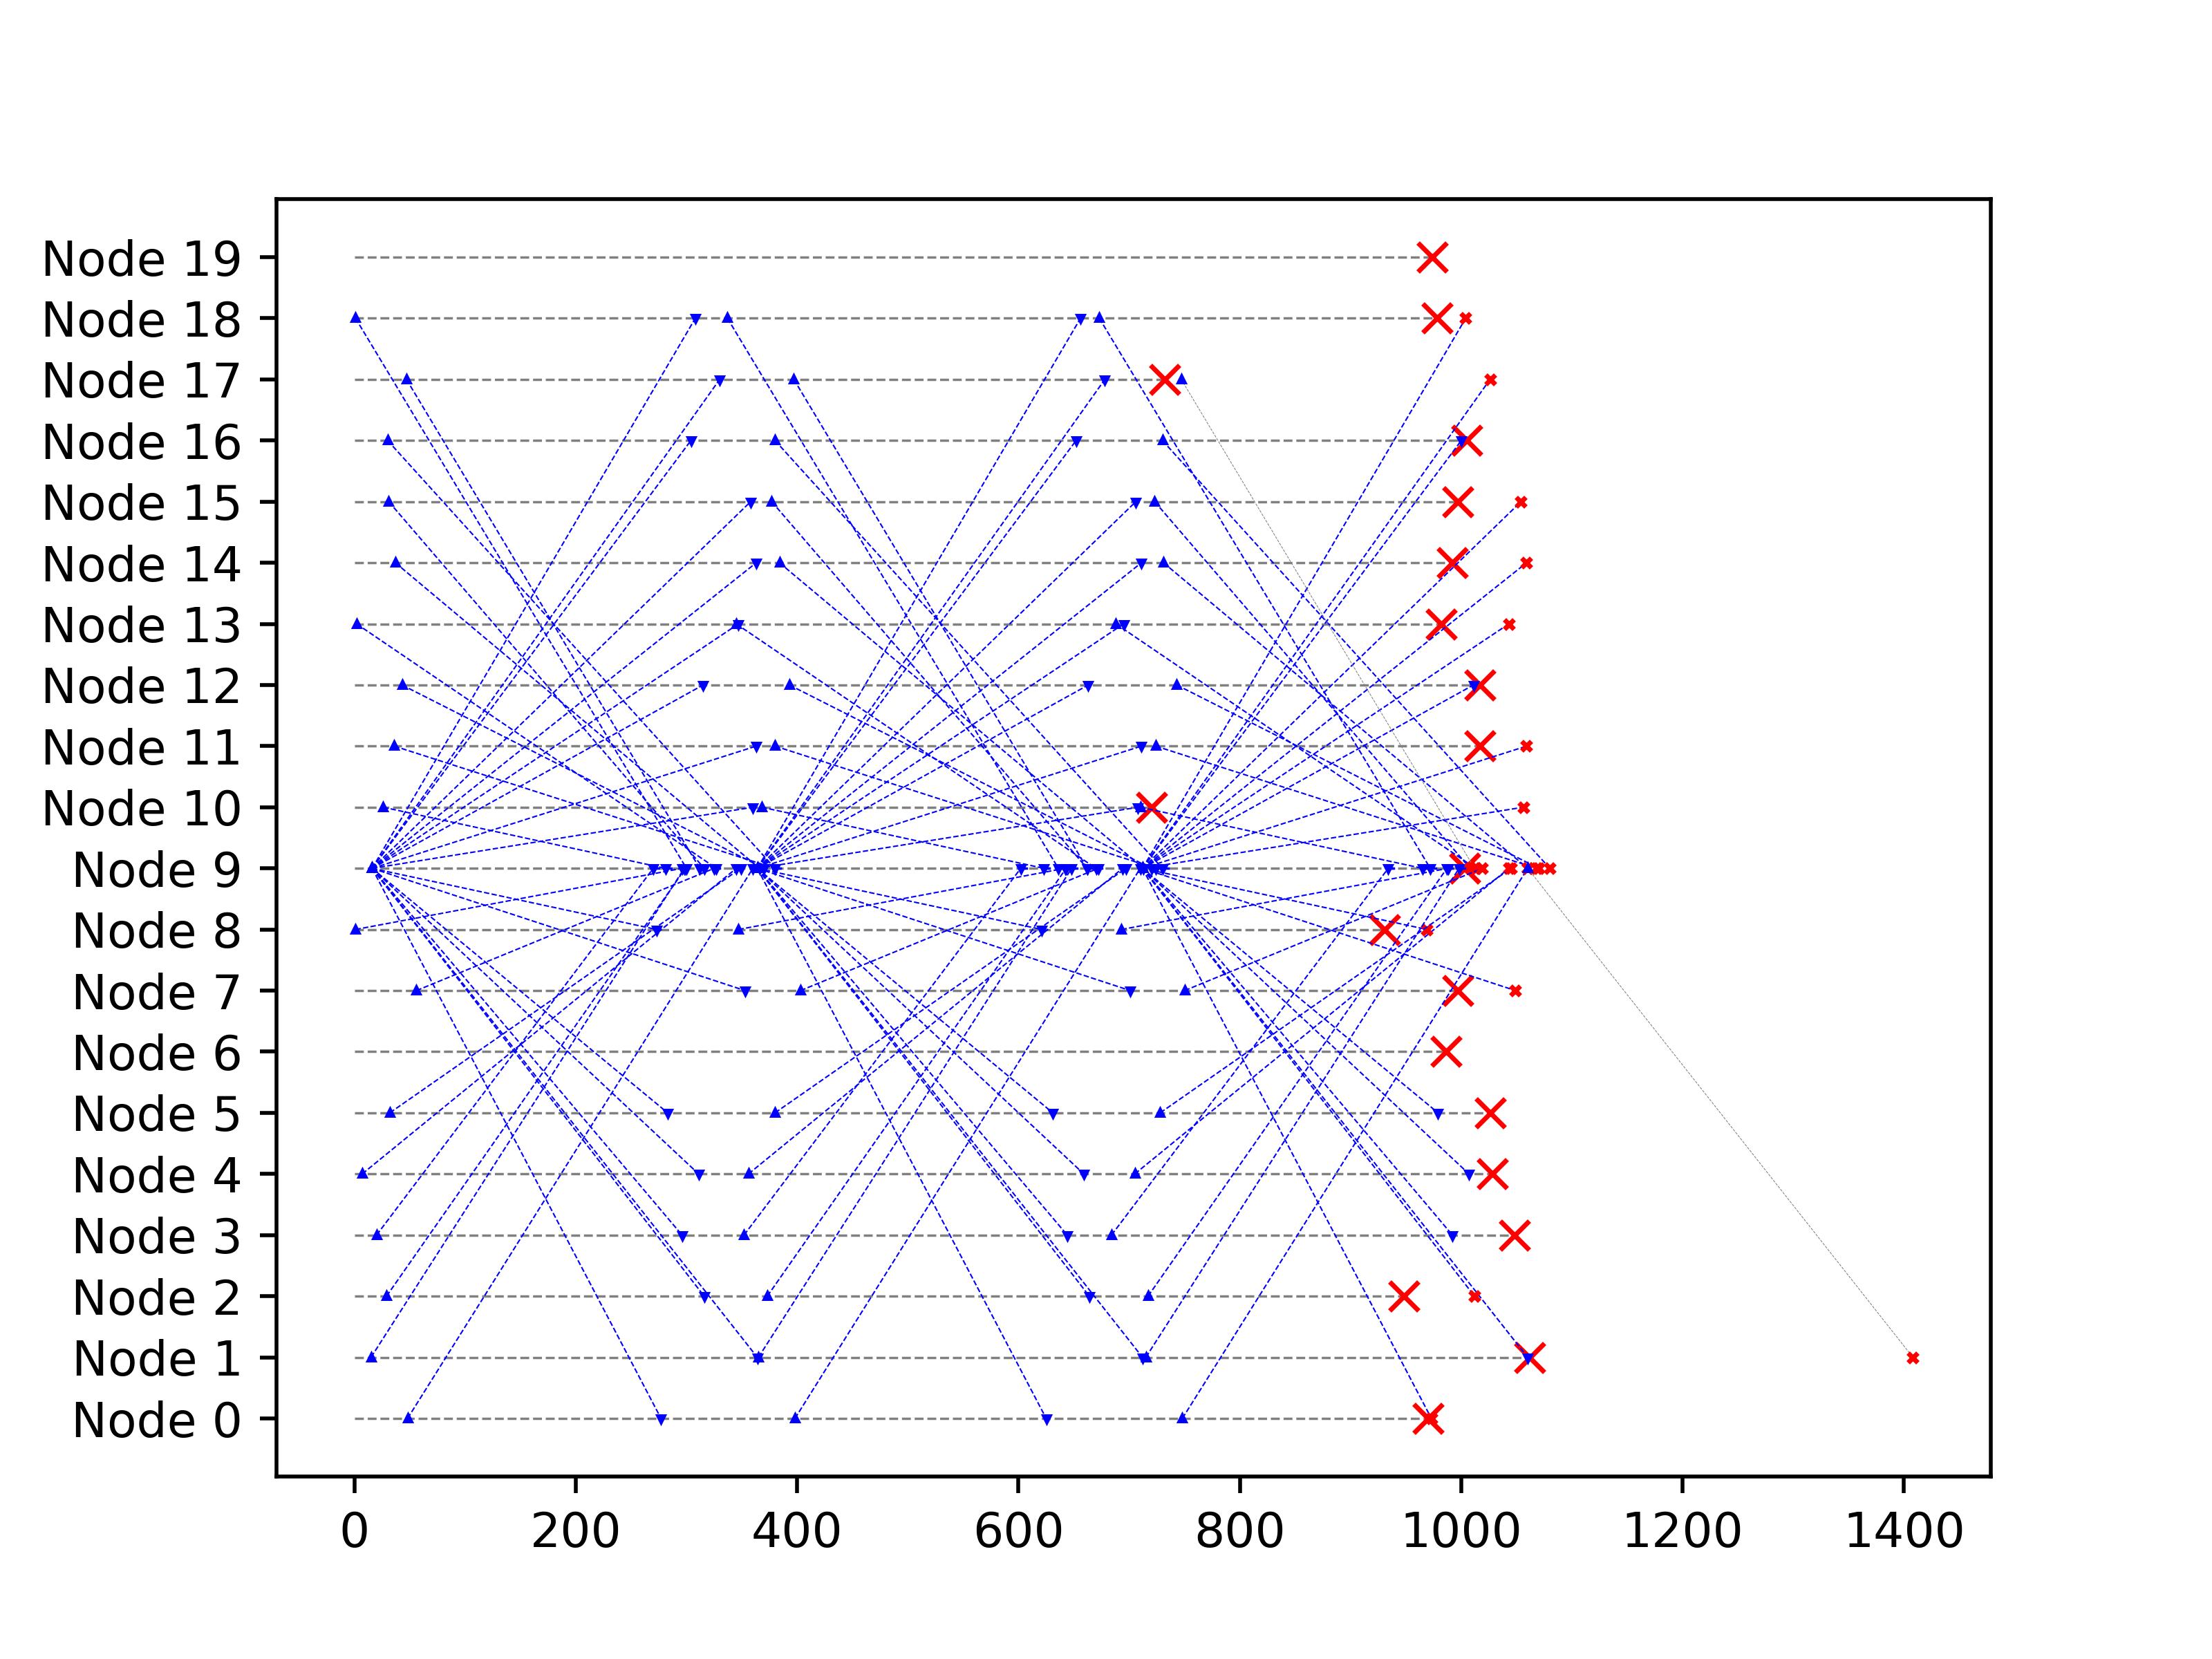 Node 19
Node 18
Node 17
Node 16
Node 15
Node 14
Node 13
Node 12
Node 11
Node 10
Node 9
Node 8
Node 7
Node 6
Node 5
Node 4
Node 3
Node 2
Node 1
Node 0
0 200 400 600 800 1000 1200 1400